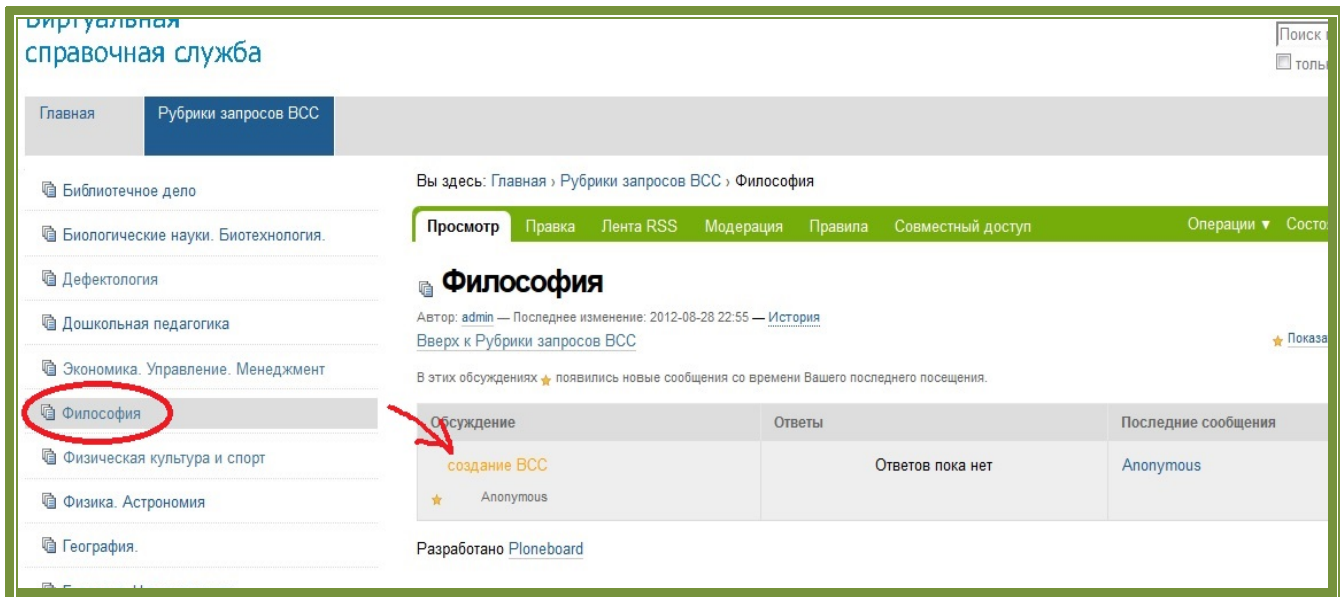 Виртуальная
справочная служба
Поиск
только
Главная
Рубрики запросов ВСС
Библиотечное дело
Биологические науки. Биотехнология.
Дефектология
Дошкольная педагогика
Экономика. Управление. Менеджмент
Философия
Физическая культура и спорт
Физика. Астрономия
География.
Вы здесь: Главная › Рубрики запросов ВСС › Философия
Просмотр Правка Лента RSS Модерация Правила Совместный доступ Операции ▼ Состо
Философия
Автор: admin — Последнее изменение: 2012-08-28 22:55 — История
Вверх к Рубрики запросов ВСС
Показа
В этих обсуждениях появились новые сообщения со времени Вашего последнего посещения.
Обсуждение Ответы Последние сообщения
создание ВСС Ответов пока нет Anonymous
Anonymous
Разработано Ploneboard